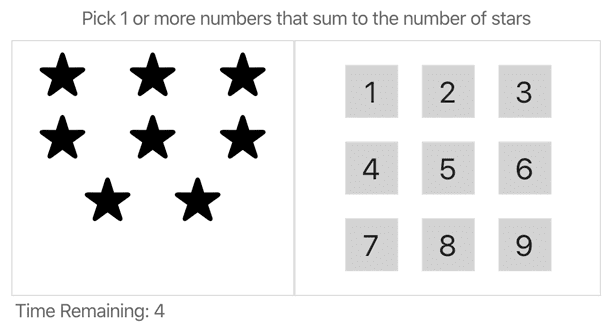 Pick 1 or more numbers that sum to the number of stars
1 2 3
4 5 6
7 8 9
Time Remaining: 4